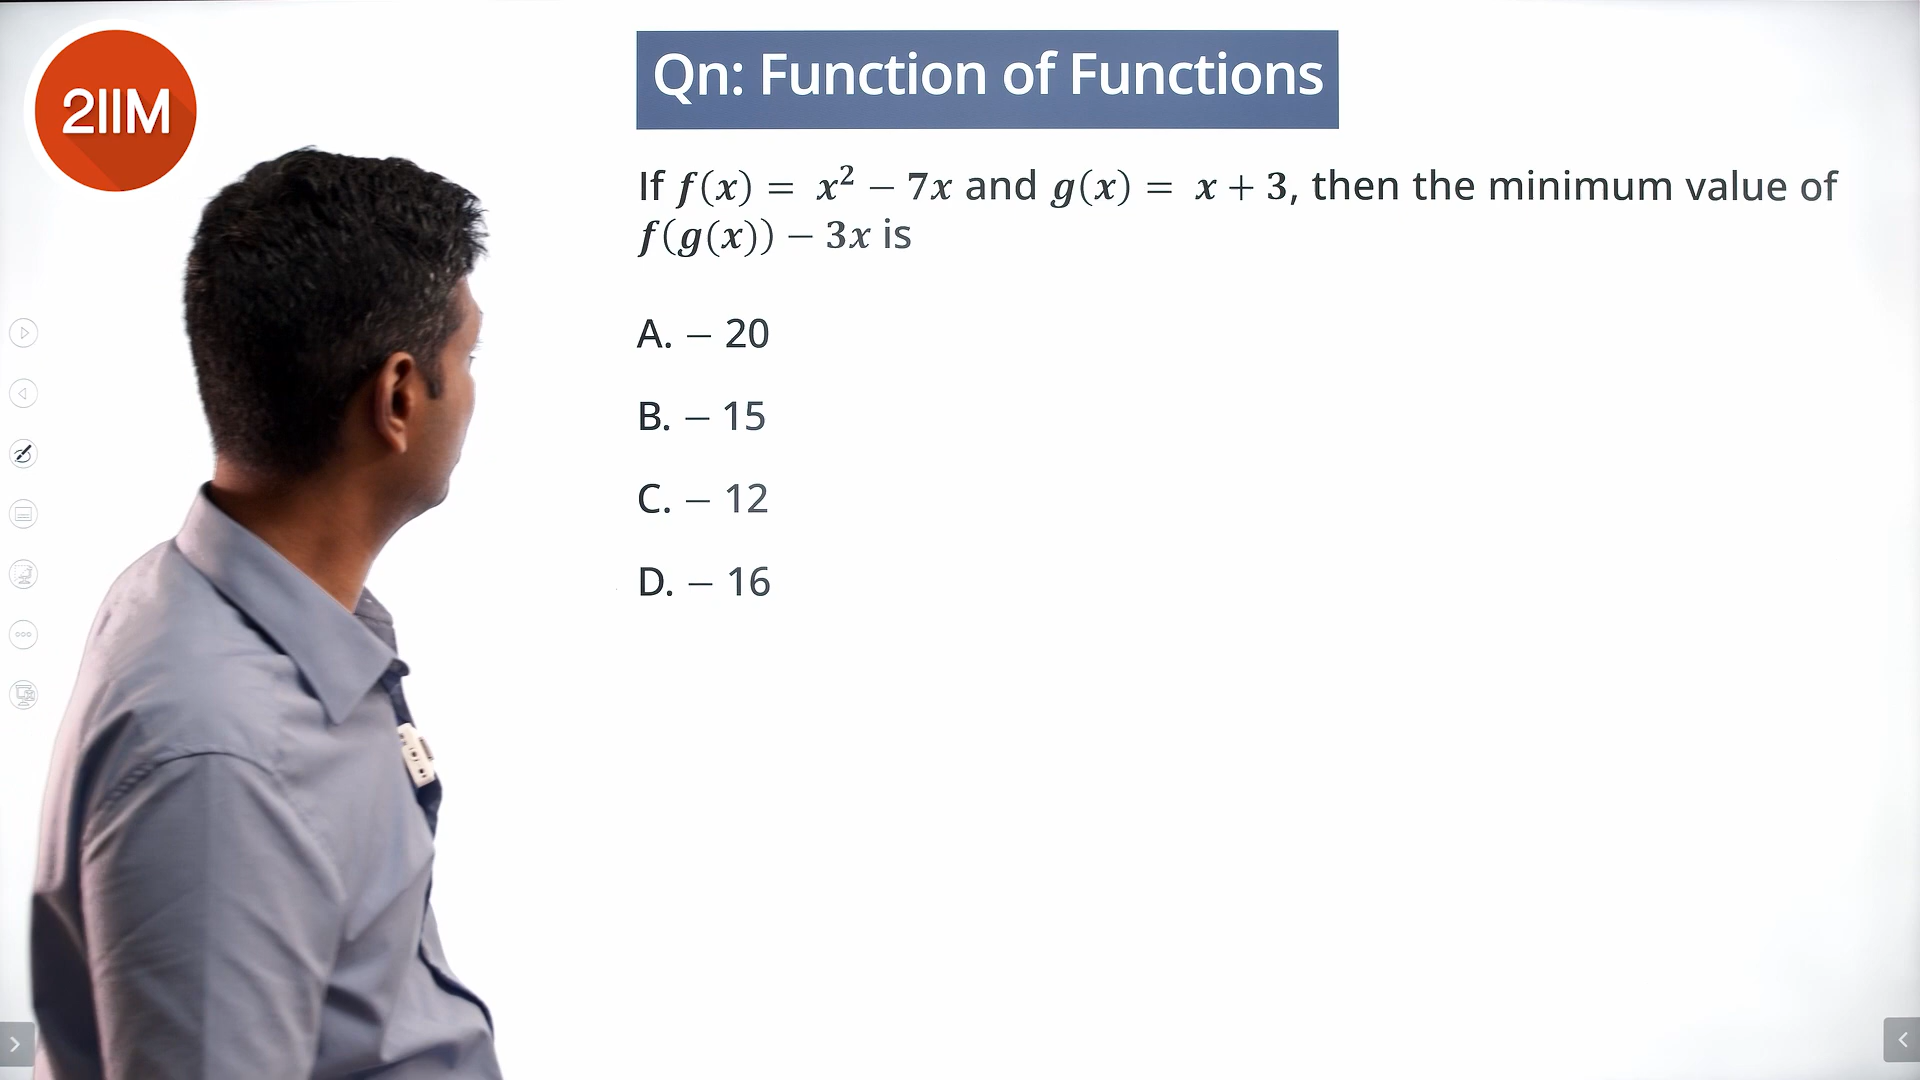 2IIM
Qn: Function of Functions
If f(x) = x² − 7x and g(x) = x + 3, then the minimum value of
f(g(x)) − 3x is
A. − 20
B. − 15
C. − 12
D. − 16